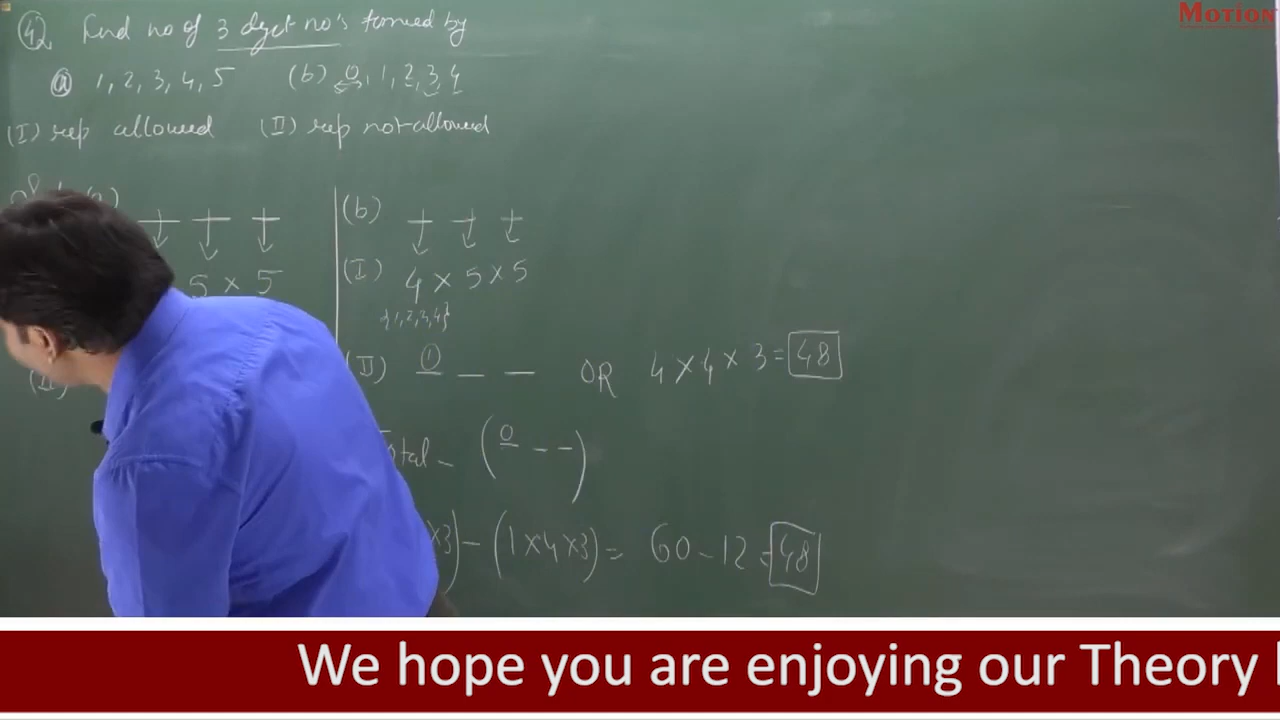 MOTION
42 Find no of 3 digit no's formed by
(a) 1, 2, 3, 4, 5 (b) 0, 1, 2, 3, 4
(I) rep allowed (II) rep not allowed
(b)
5 × 5
(I) 4 × 5 × 5
{1,2,3,4}
(II) OR 4 × 4 × 3 = 48
Total - (0 - -)
×3) - (1×4×3) = 60 - 12 = 48
We hope you are enjoying our Theory